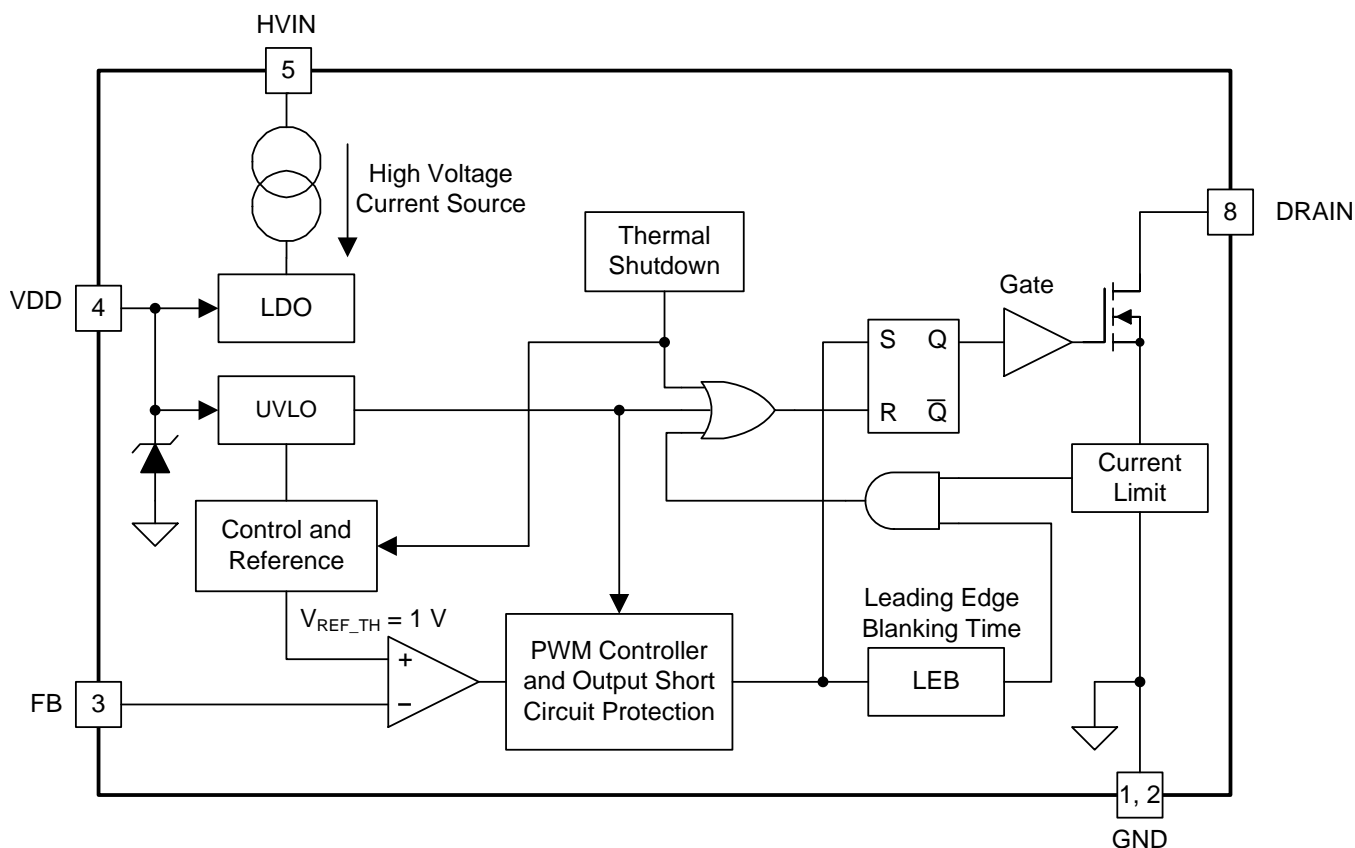 HVIN
5
High Voltage
Current Source
Thermal
Shutdown
8
DRAIN
VDD
4
LDO
Gate
S Q
R Q̅
UVLO
Current
Limit
Control and
Reference
V_REF_TH = 1 V
Leading Edge
Blanking Time
+
−
PWM Controller
and Output Short
Circuit Protection
LEB
FB
3
1, 2
GND